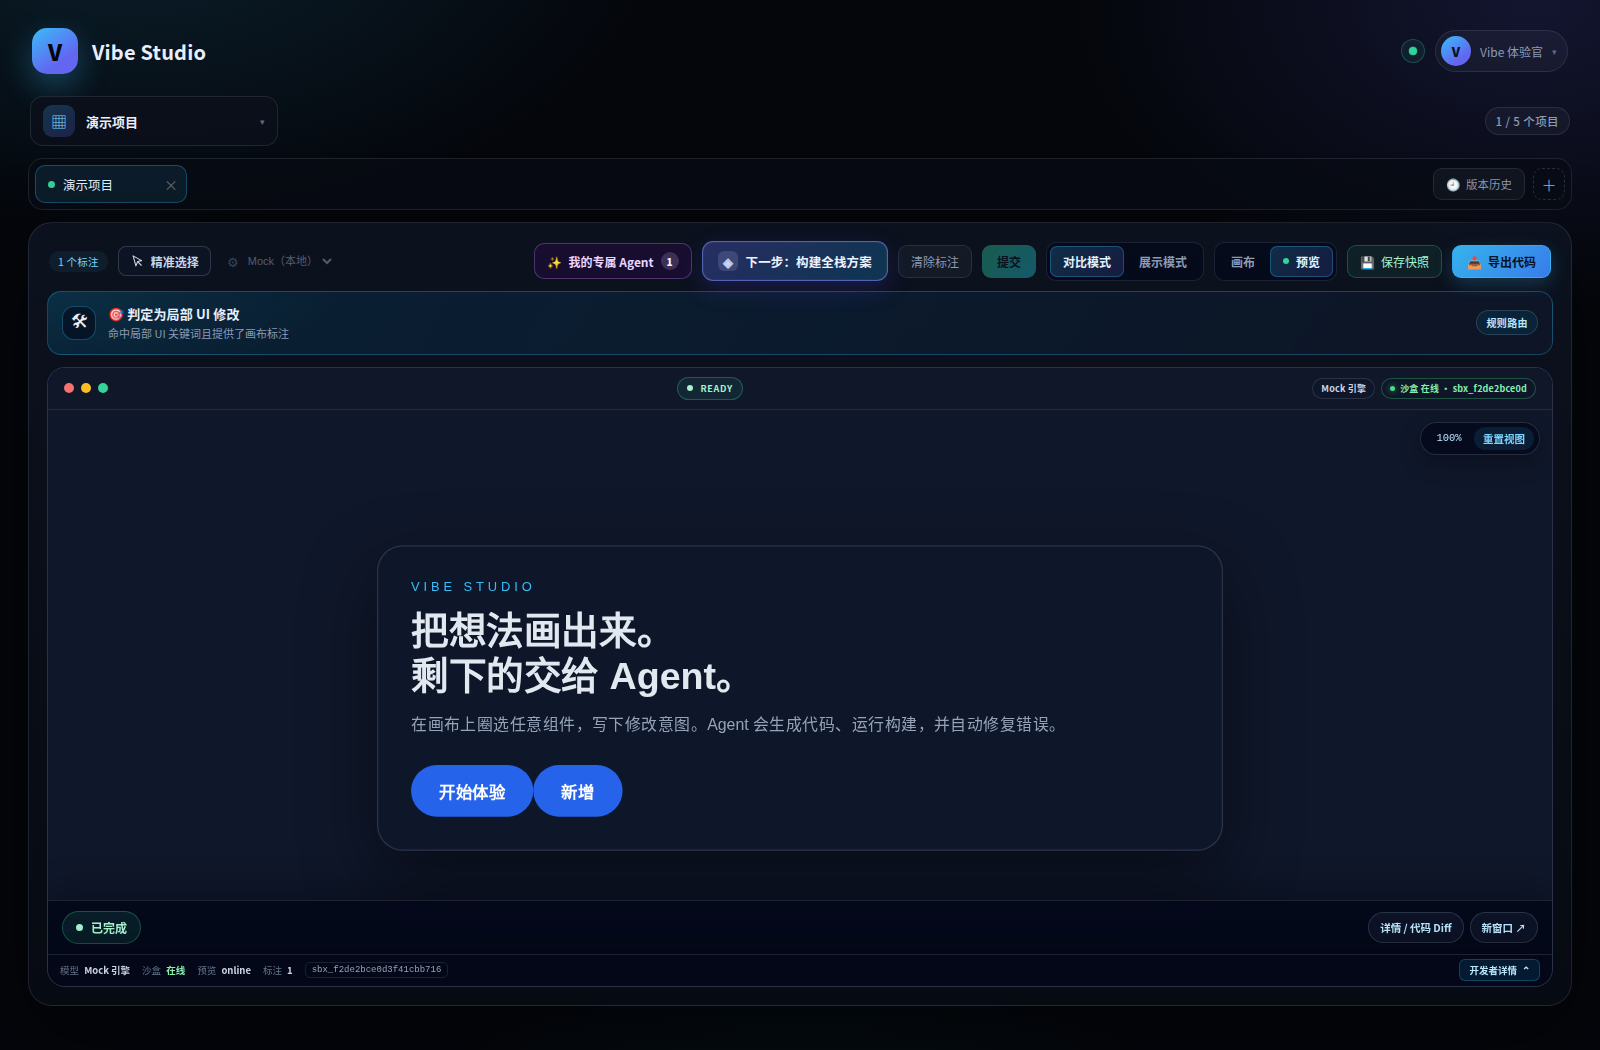 V Vibe Studio
V Vibe 体验官 ▾
演示项目 ▾
1 / 5 个项目
演示项目 ×
版本历史 +
1 个标注
精准选择
Mock（本地）
我的专属 Agent 1
下一步：构建全栈方案
清除标注
提交
对比模式
展示模式
画布
预览
保存快照
导出代码
判定为局部 UI 修改
命中局部 UI 关键词且提供了画布标注
规则路由
READY
Mock 引擎
沙盒 在线 · sbx_f2de2bce0d
100% 重置视图
VIBE STUDIO
把想法画出来。
剩下的交给 Agent。
在画布上圈选任意组件，写下修改意图。Agent 会生成代码、运行构建，并自动修复错误。
开始体验 新增
已完成
详情 / 代码 Diff
新窗口 ↗
模型 Mock 引擎 沙盒 在线 预览 online 标注 1 sbx_f2de2bce0d3f41cbb716
开发者详情 ⌃